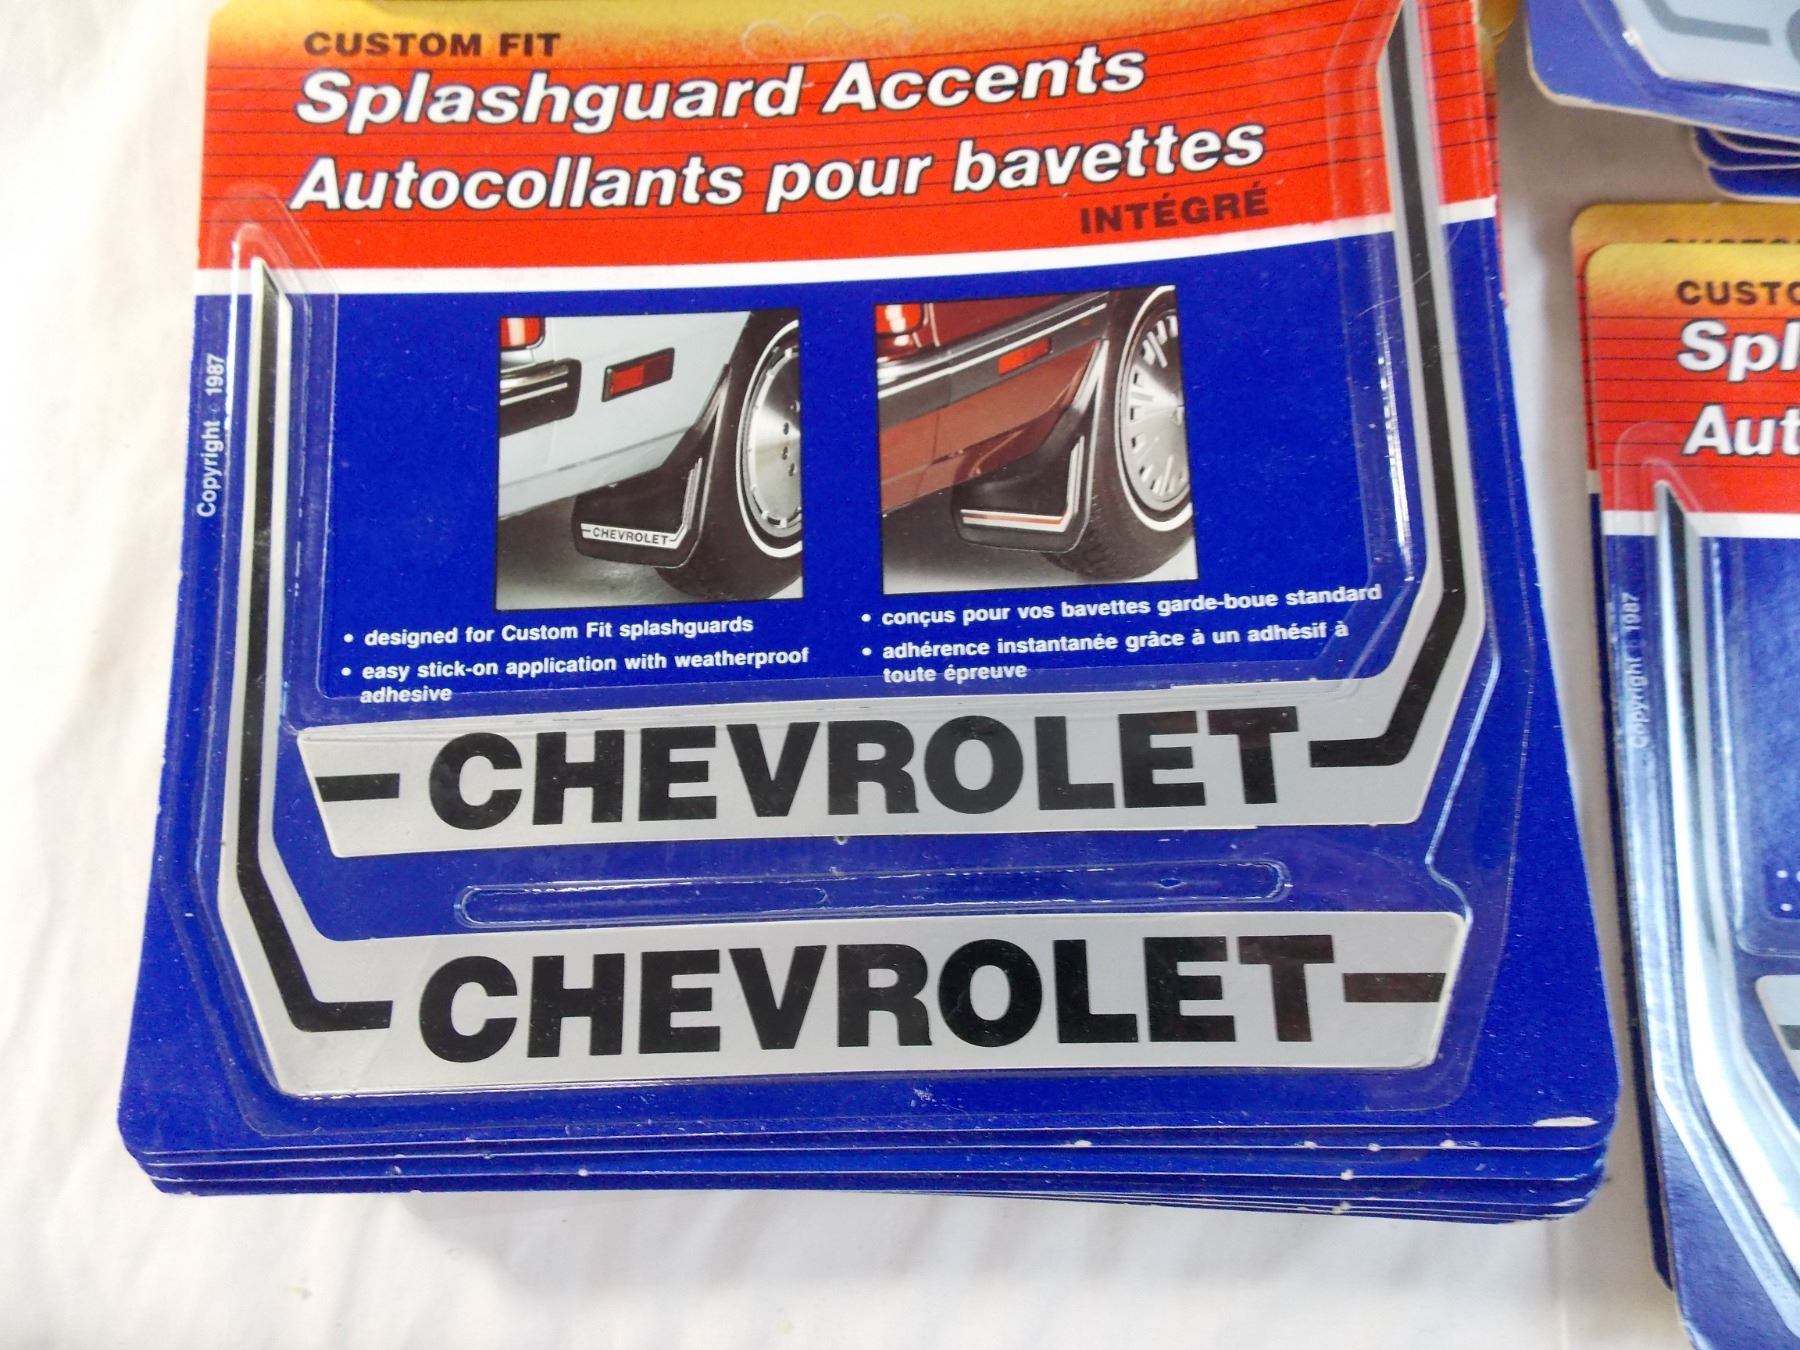 CUSTOM FIT
Splashguard Accents
Autocollants pour bavettes
INTÉGRÉ
Copyright 1987
CHEVROLET
• designed for Custom Fit splashguards
• easy stick-on application with weatherproof
adhesive
• conçus pour vos bavettes garde-boue standard
• adhérence instantanée grâce à un adhésif à
toute épreuve
CHEVROLET
CHEVROLET
CUSTO
Spl
Aut
Copyright 1987